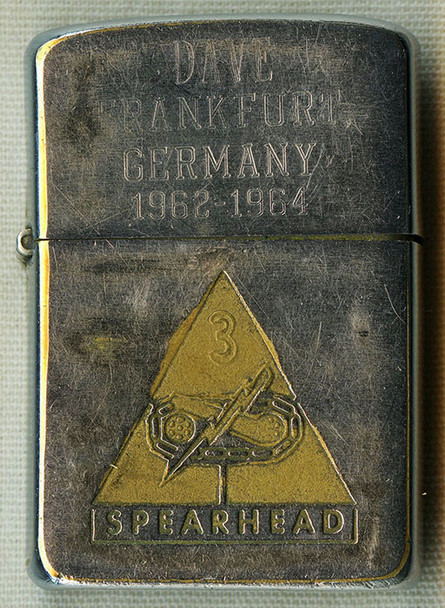 DAVE
FRANKFURT,
GERMANY
1962-1964
3
SPEARHEAD